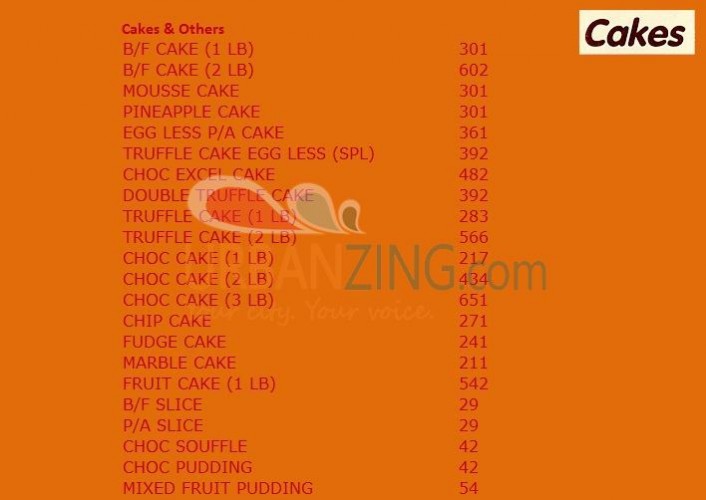 Cakes & Others
Cakes
B/F CAKE (1 LB) 301
B/F CAKE (2 LB) 602
MOUSSE CAKE 301
PINEAPPLE CAKE 301
EGG LESS P/A CAKE 361
TRUFFLE CAKE EGG LESS (SPL) 392
CHOC EXCEL CAKE 482
DOUBLE TRUFFLE CAKE 392
TRUFFLE CAKE (1 LB) 283
TRUFFLE CAKE (2 LB) 566
CHOC CAKE (1 LB) 217
URBANZING.com
CHOC CAKE (2 LB) 434
CHOC CAKE (3 LB) 651
Your city. Your voice.
CHIP CAKE 271
FUDGE CAKE 241
MARBLE CAKE 211
FRUIT CAKE (1 LB) 542
B/F SLICE 29
P/A SLICE 29
CHOC SOUFFLE 42
CHOC PUDDING 42
MIXED FRUIT PUDDING 54